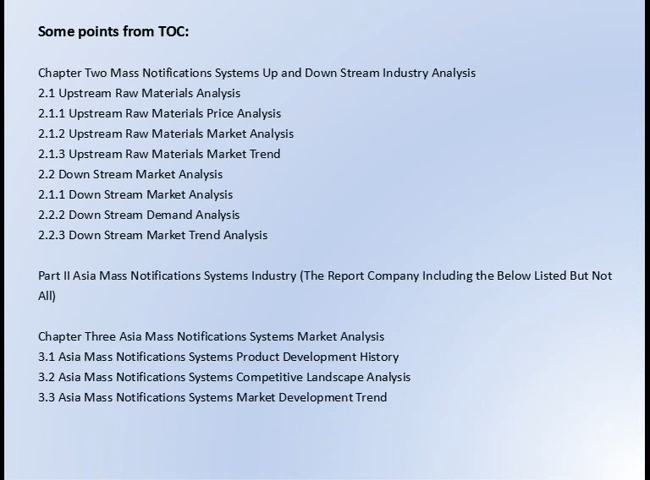 Some points from TOC:
Chapter Two Mass Notifications Systems Up and Down Stream Industry Analysis
2.1 Upstream Raw Materials Analysis
2.1.1 Upstream Raw Materials Price Analysis
2.1.2 Upstream Raw Materials Market Analysis
2.1.3 Upstream Raw Materials Market Trend
2.2 Down Stream Market Analysis
2.1.1 Down Stream Market Analysis
2.2.2 Down Stream Demand Analysis
2.2.3 Down Stream Market Trend Analysis
Part II Asia Mass Notifications Systems Industry (The Report Company Including the Below Listed But Not
All)
Chapter Three Asia Mass Notifications Systems Market Analysis
3.1 Asia Mass Notifications Systems Product Development History
3.2 Asia Mass Notifications Systems Competitive Landscape Analysis
3.3 Asia Mass Notifications Systems Market Development Trend